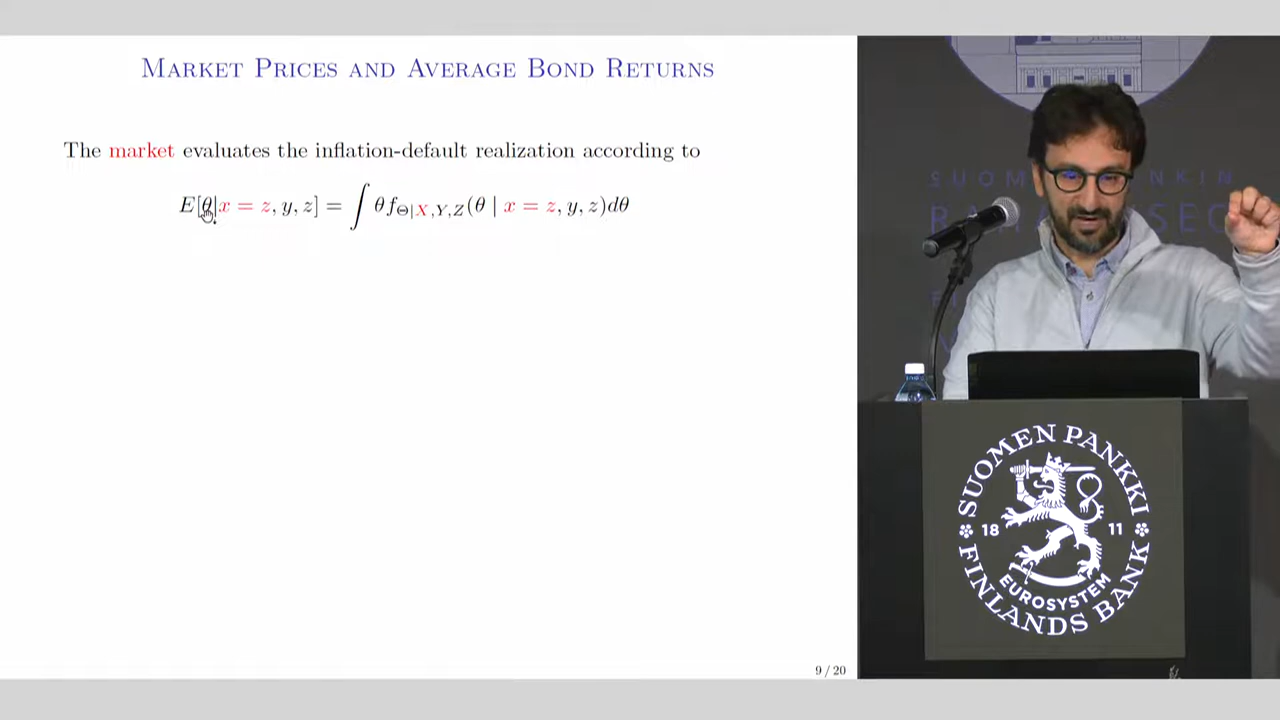 MARKET PRICES AND AVERAGE BOND RETURNS
The market evaluates the inflation-default realization according to
E[θ|x = z, y, z] = ∫ θf_{Θ|X,Y,Z}(θ | x = z, y, z)dθ
9 / 20
SUOMEN PANKKI
18 11
EUROSYSTEM
FINLANDS BANK